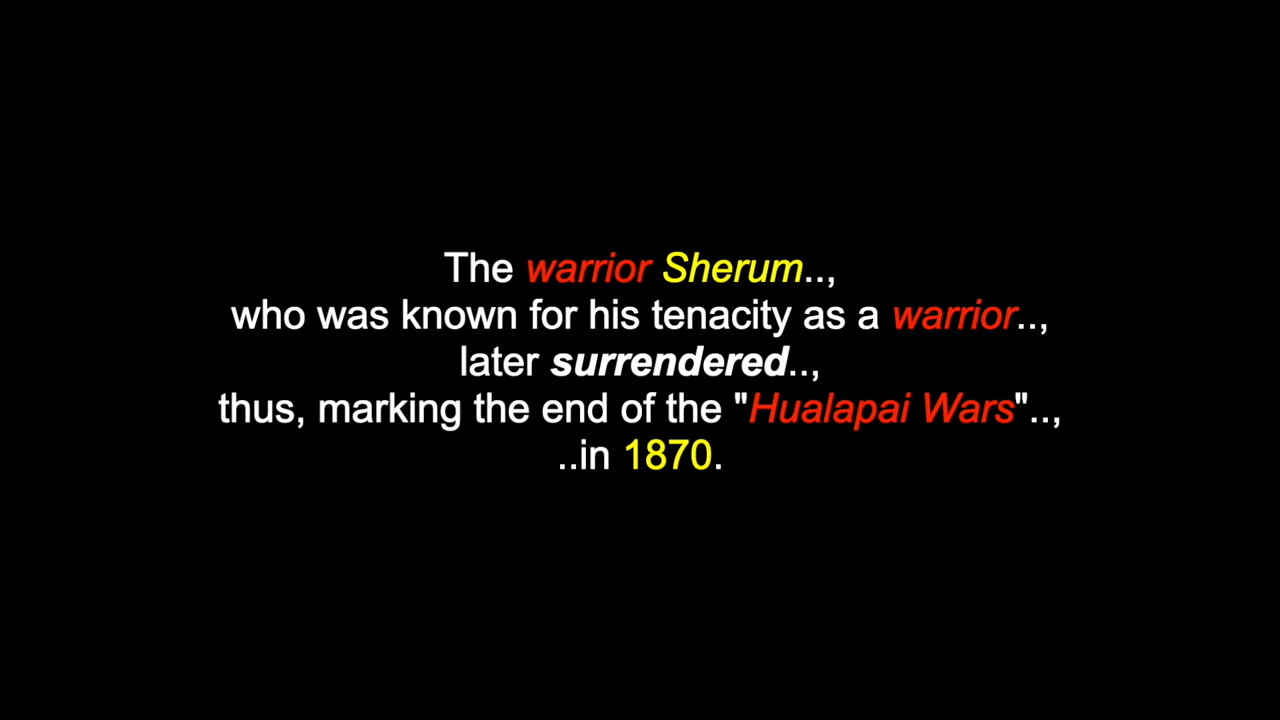 The warrior Sherum..,
who was known for his tenacity as a warrior..,
later surrendered..,
thus, marking the end of the "Hualapai Wars"..,
..in 1870.